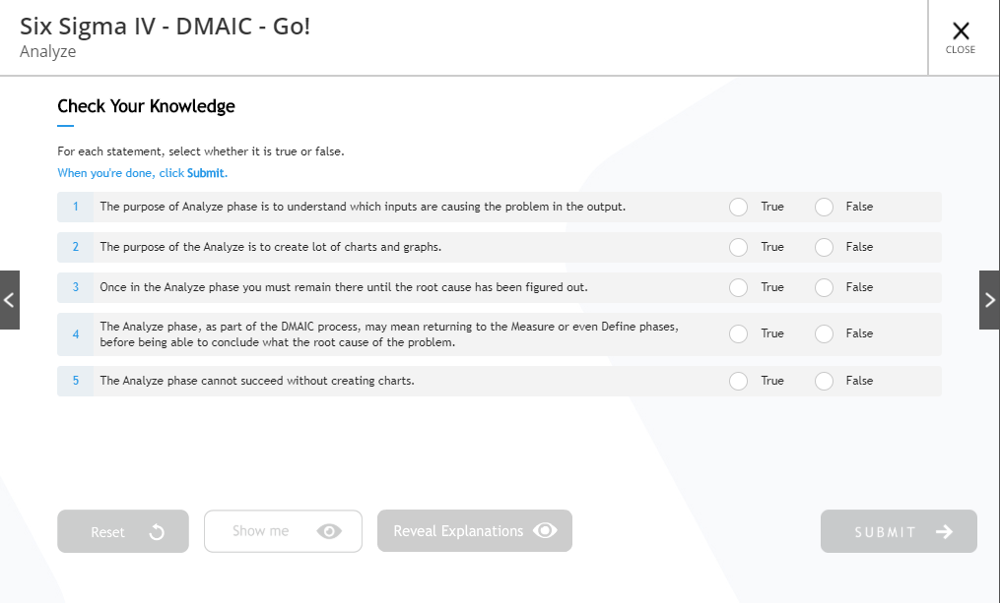 Six Sigma IV - DMAIC - Go!
Analyze
CLOSE
Check Your Knowledge
For each statement, select whether it is true or false.
When you're done, click Submit.
1 The purpose of Analyze phase is to understand which inputs are causing the problem in the output. True False
2 The purpose of the Analyze is to create lot of charts and graphs. True False
3 Once in the Analyze phase you must remain there until the root cause has been figured out. True False
4 The Analyze phase, as part of the DMAIC process, may mean returning to the Measure or even Define phases,
before being able to conclude what the root cause of the problem. True False
5 The Analyze phase cannot succeed without creating charts. True False
Reset Show me Reveal Explanations SUBMIT